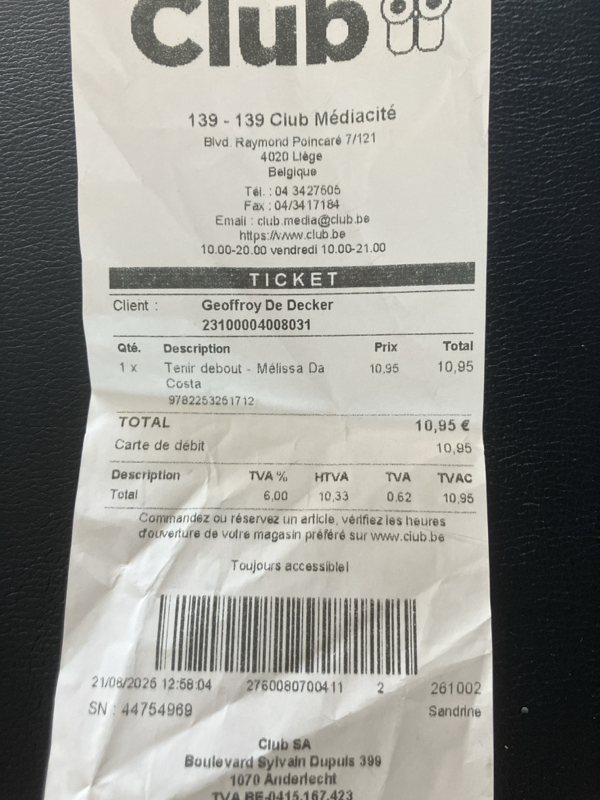 Club
139 - 139 Club Médiacité
Blvd. Raymond Poincaré 7/121
4020 Liège
Belgique
Tél. : 04 3427605
Fax : 04/3417184
Email : club.media@club.be
https://www.club.be
10.00-20.00 vendredi 10.00-21.00
TICKET
Client : Geoffroy De Decker
23100004008031
Qté. Description Prix Total
1 x Tenir debout - Mélissa Da 10,95 10,95
Costa
9782253251712
TOTAL 10,95 €
Carte de débit 10,95
Description TVA % HTVA TVA TVAC
Total 6,00 10,33 0,62 10,95
Commandez ou réservez un article, vérifiez les heures
d'ouverture de votre magasin préféré sur www.club.be
Toujours accessible!
21/08/2025 12:58:04 2760080700411 2 261002
SN : 44754969 Sandrine
Club SA
Boulevard Sylvain Dupuis 399
1070 Anderlecht
TVA BE-0415.167.423